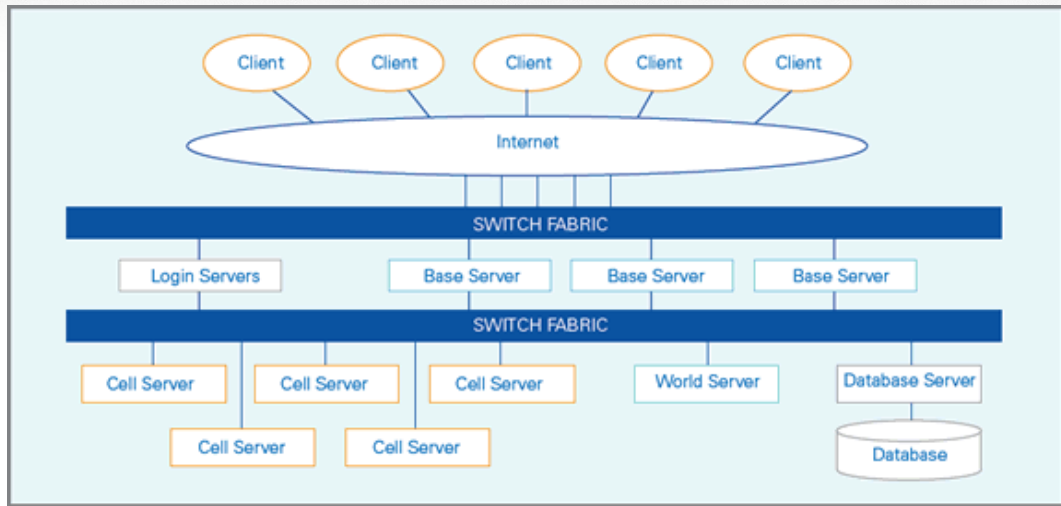 Client
Client
Client
Client
Client
Internet
SWITCH FABRIC
Login Servers
Base Server
Base Server
Base Server
SWITCH FABRIC
Cell Server
Cell Server
Cell Server
World Server
Database Server
Cell Server
Cell Server
Database